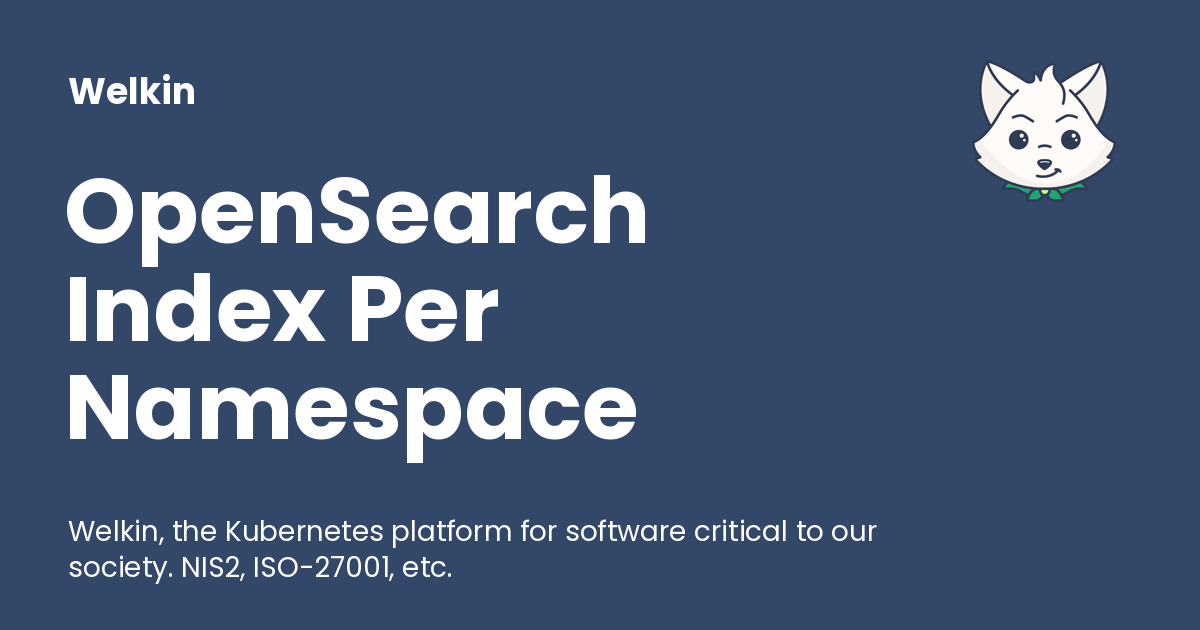 Welkin
OpenSearch
Index Per
Namespace
Welkin, the Kubernetes platform for software critical to our
society. NIS2, ISO-27001, etc.